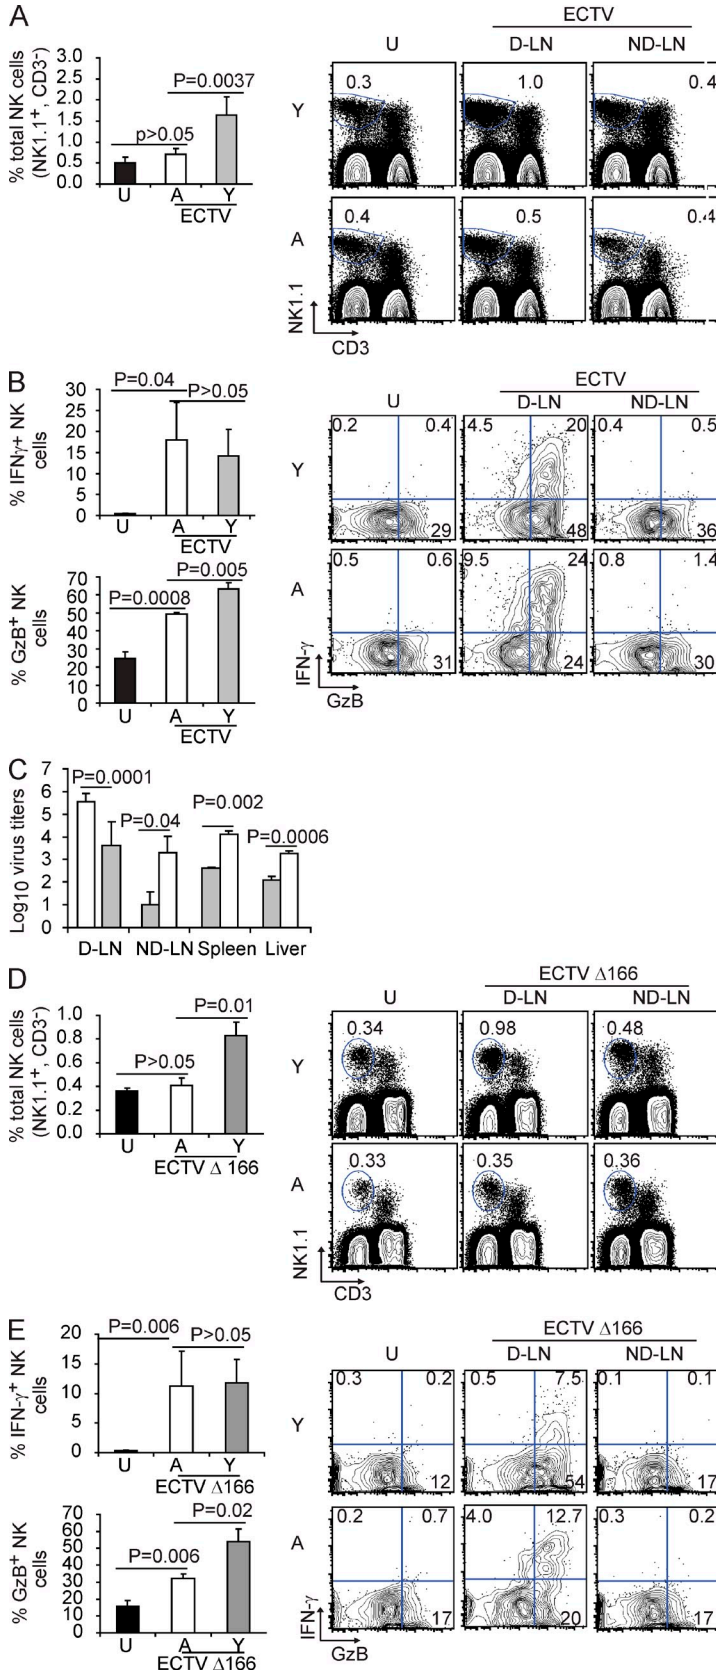 A
ECTV
U D-LN ND-LN
% total NK cells
(NK1.1+, CD3-)
3.0
2.5
2.0
1.5
1.0
0.5
0.0
P=0.0037
p>0.05
U A Y
ECTV
Y
0.3 1.0 0.4
A
0.4 0.5 0.4
NK1.1
CD3
B
ECTV
U D-LN ND-LN
% IFNγ+ NK
cells
30
25
20
15
10
5
0
P=0.04
P>0.05
U A Y
ECTV
% GzB+ NK
cells
70
60
50
40
30
20
10
0
P=0.005
P=0.0008
U A Y
ECTV
Y
0.2 0.4 4.5 20 0.4 0.5
29 48 36
A
0.5 0.6 9.5 24 0.8 1.4
31 24 30
IFN-γ
GzB
C
Log10 virus titers
7
6
5
4
3
2
1
0
P=0.0001
P=0.04
P=0.002
P=0.0006
D-LN ND-LN Spleen Liver
D
ECTV Δ166
U D-LN ND-LN
% total NK cells
(NK1.1+, CD3-)
1.0
0.8
0.6
0.4
0.2
0.0
P=0.01
P>0.05
U A Y
ECTV Δ 166
Y
0.34 0.98 0.48
A
0.33 0.35 0.36
NK1.1
CD3
E
ECTV Δ166
U D-LN ND-LN
% IFN-γ+ NK
cells
20
15
10
5
0
P=0.006
P>0.05
U A Y
ECTV Δ166
% GzB+ NK
cells
70
60
50
40
30
20
10
0
P=0.02
P=0.006
U A Y
ECTV Δ166
Y
0.3 0.2 0.5 7.5 0.1 0.1
12 54 17
A
0.2 0.7 4.0 12.7 0.3 0.2
17 20 17
IFN-γ
GzB